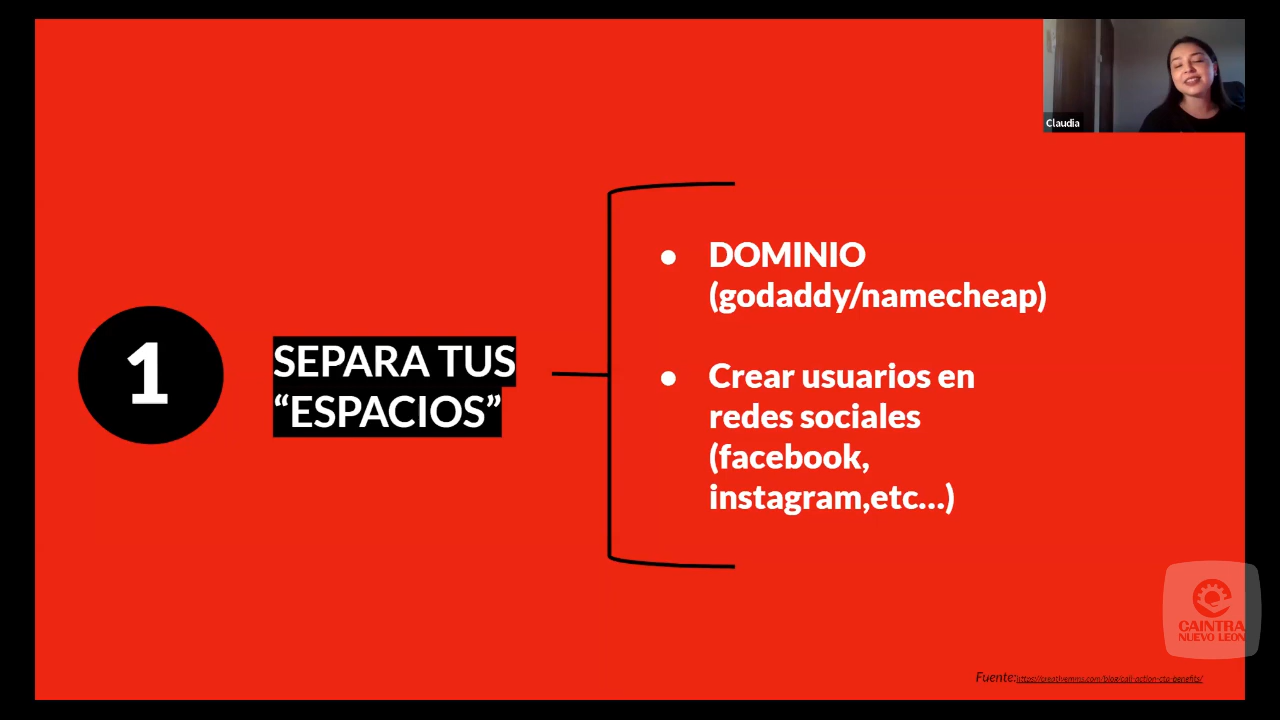 Claudia
1
SEPARA TUS
“ESPACIOS”
● DOMINIO
(godaddy/namecheap)
● Crear usuarios en
redes sociales
(facebook,
instagram,etc...)
CAINTRA
NUEVO LEON
Fuente: